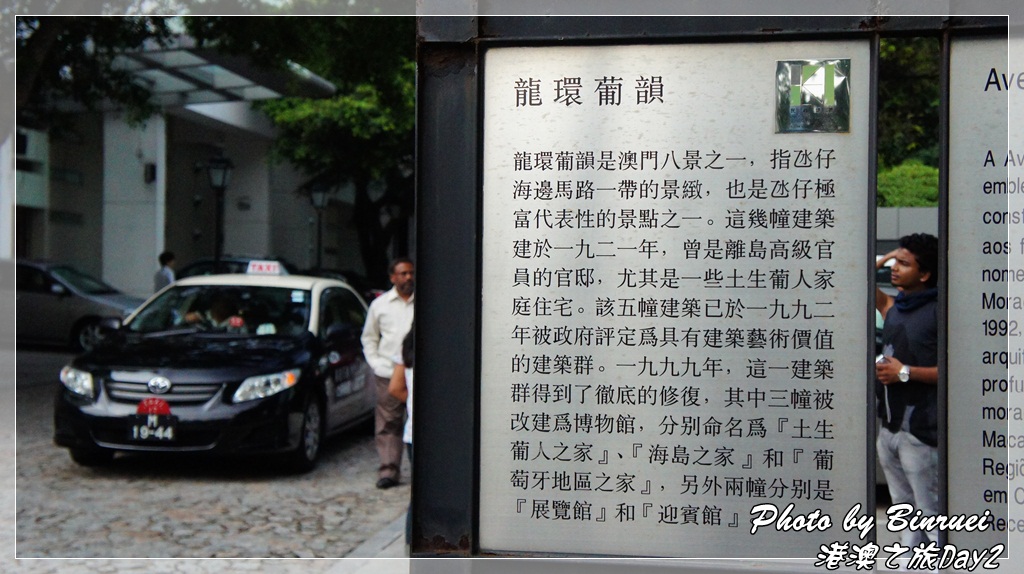 龍環葡韻
龍環葡韻是澳門八景之一，指氹仔
海邊馬路一帶的景緻，也是氹仔極
富代表性的景點之一。這幾幢建築
建於一九二一年，曾是離島高級官
員的官邸，尤其是一些土生葡人家
庭住宅。該五幢建築已於一九九二
年被政府評定爲具有建築藝術價值
的建築群。一九九九年，這一建築
群得到了徹底的修復，其中三幢被
改建爲博物館，分别命名爲『土生
葡人之家』、『海島之家』和『葡
萄牙地區之家』，另外兩幢分别是
『展覽館』和『迎賓館』
Ave
A Av
emble
const
aos f
nome
Mora
1992,
arquit
profu
mora
Maca
Regiõ
em C
Rece
TAXI
M
19-44
Photo by Binruei
港澳之旅Day2